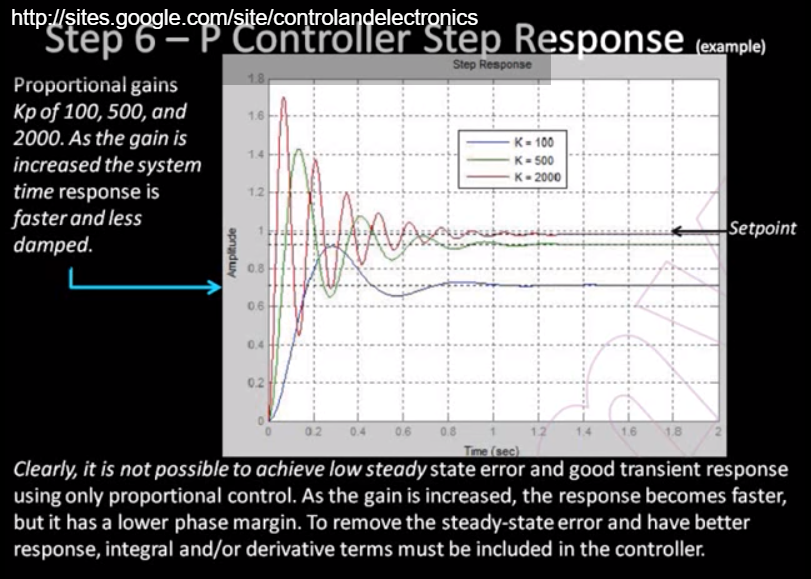 http://sites.google.com/site/controlandelectronics
Step 6 – P Controller Step Response (example)
Proportional gains
Kp of 100, 500, and
2000. As the gain is
increased the system
time response is
faster and less
damped.
Step Response
1.8
1.6
1.4
1.2
1
0.8
0.6
0.4
0.2
0
Amplitude
K = 100
K = 500
K = 2000
Setpoint
0 0.2 0.4 0.6 0.8 1 1.2 1.4 1.6 1.8 2
Time (sec)
Clearly, it is not possible to achieve low steady state error and good transient response
using only proportional control. As the gain is increased, the response becomes faster,
but it has a lower phase margin. To remove the steady-state error and have better
response, integral and/or derivative terms must be included in the controller.